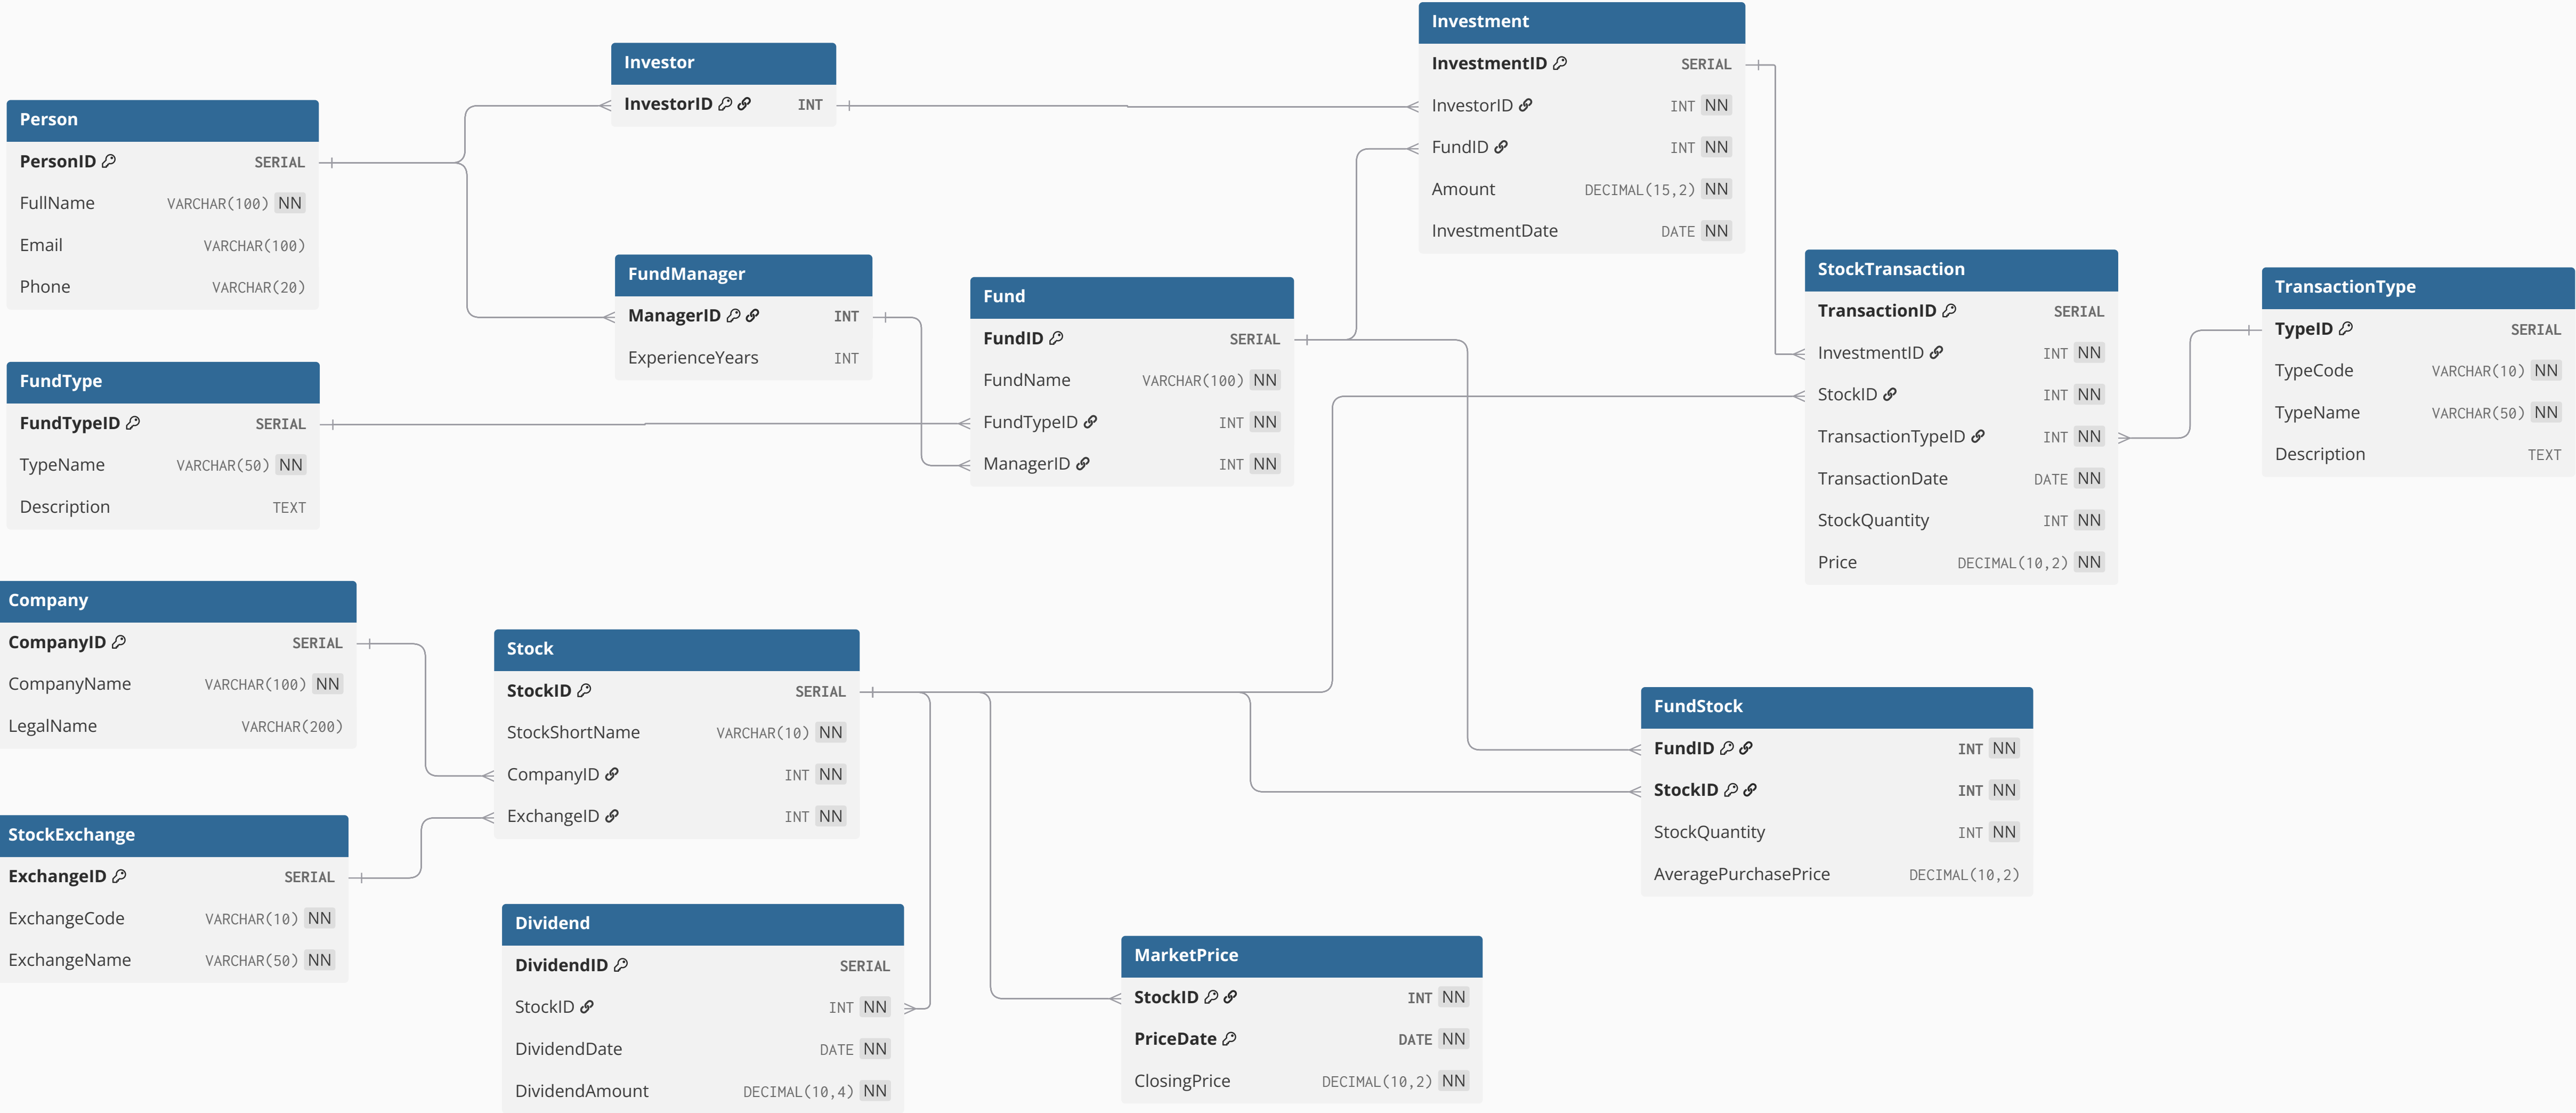 Person
PersonID SERIAL
FullName VARCHAR(100) NN
Email VARCHAR(100)
Phone VARCHAR(20)
FundType
FundTypeID SERIAL
TypeName VARCHAR(50) NN
Description TEXT
Company
CompanyID SERIAL
CompanyName VARCHAR(100) NN
LegalName VARCHAR(200)
StockExchange
ExchangeID SERIAL
ExchangeCode VARCHAR(10) NN
ExchangeName VARCHAR(50) NN
Investor
InvestorID INT
FundManager
ManagerID INT
ExperienceYears INT
Stock
StockID SERIAL
StockShortName VARCHAR(10) NN
CompanyID INT NN
ExchangeID INT NN
Dividend
DividendID SERIAL
StockID INT NN
DividendDate DATE NN
DividendAmount DECIMAL(10,4) NN
Fund
FundID SERIAL
FundName VARCHAR(100) NN
FundTypeID INT NN
ManagerID INT NN
MarketPrice
StockID INT NN
PriceDate DATE NN
ClosingPrice DECIMAL(10,2) NN
Investment
InvestmentID SERIAL
InvestorID INT NN
FundID INT NN
Amount DECIMAL(15,2) NN
InvestmentDate DATE NN
StockTransaction
TransactionID SERIAL
InvestmentID INT NN
StockID INT NN
TransactionTypeID INT NN
TransactionDate DATE NN
StockQuantity INT NN
Price DECIMAL(10,2) NN
FundStock
FundID INT NN
StockID INT NN
StockQuantity INT NN
AveragePurchasePrice DECIMAL(10,2)
TransactionType
TypeID SERIAL
TypeCode VARCHAR(10) NN
TypeName VARCHAR(50) NN
Description TEXT